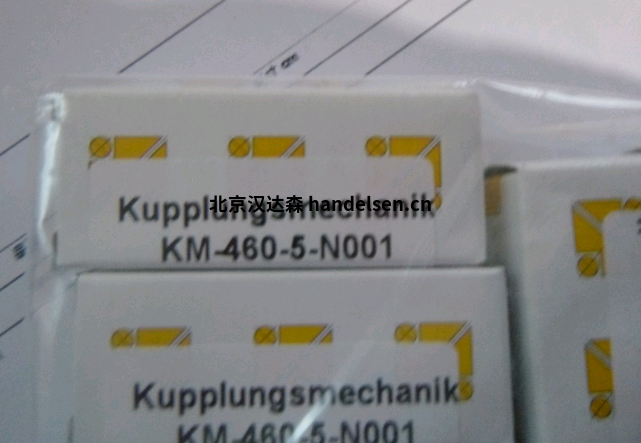 Kupplungsmechanik
北京汉达森 handelsen.cn
KM-460-5-N001
Kupplungsmechanik
KM-460-5-N001